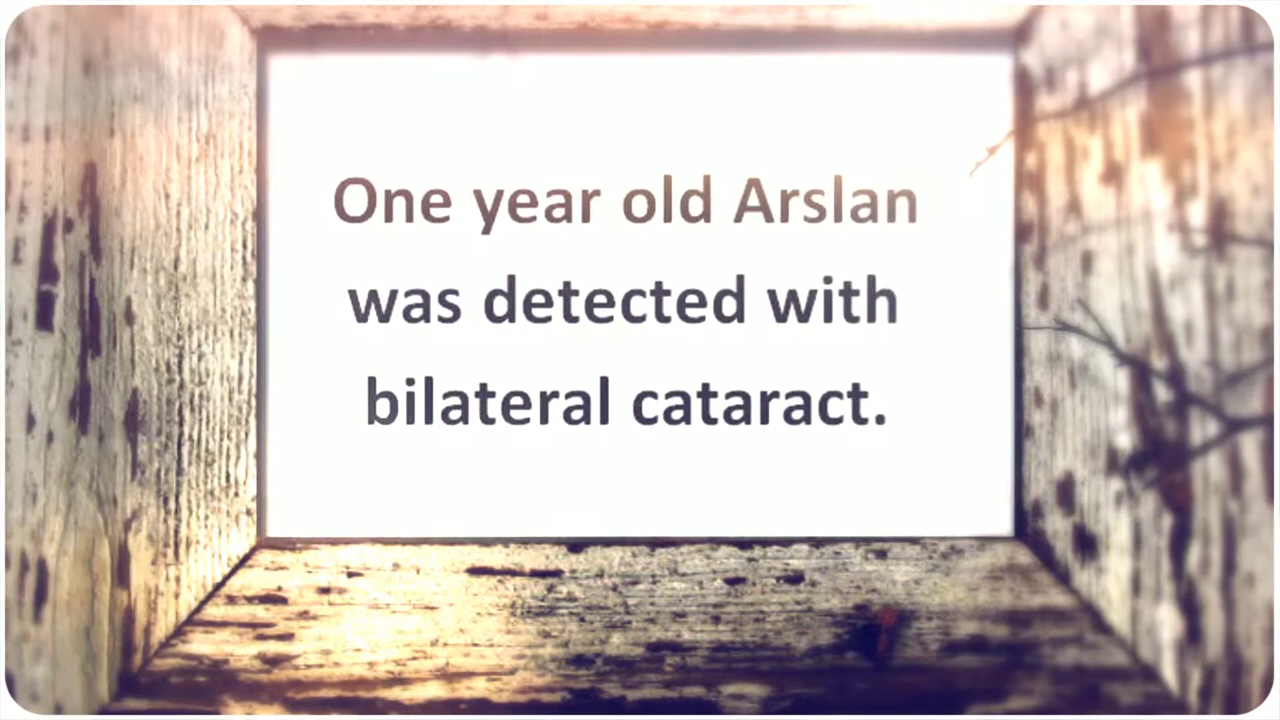 One year old Arslan
was detected with
bilateral cataract.